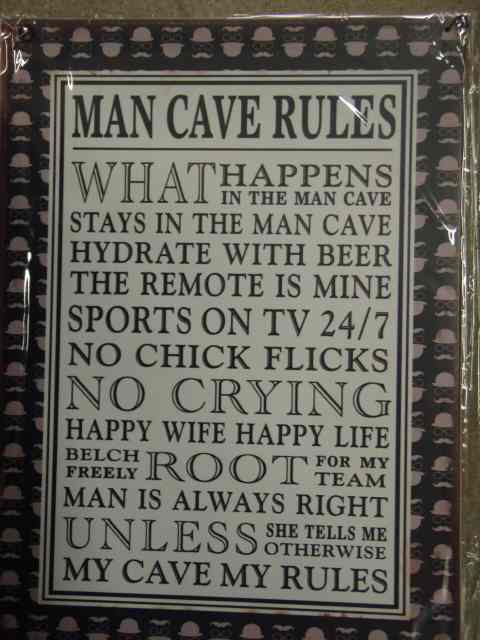 MAN CAVE RULES
WHAT HAPPENS IN THE MAN CAVE
STAYS IN THE MAN CAVE
HYDRATE WITH BEER
THE REMOTE IS MINE
SPORTS ON TV 24/7
NO CHICK FLICKS
NO CRYING
HAPPY WIFE HAPPY LIFE
BELCH FREELY ROOT FOR MY TEAM
MAN IS ALWAYS RIGHT
UNLESS SHE TELLS ME OTHERWISE
MY CAVE MY RULES